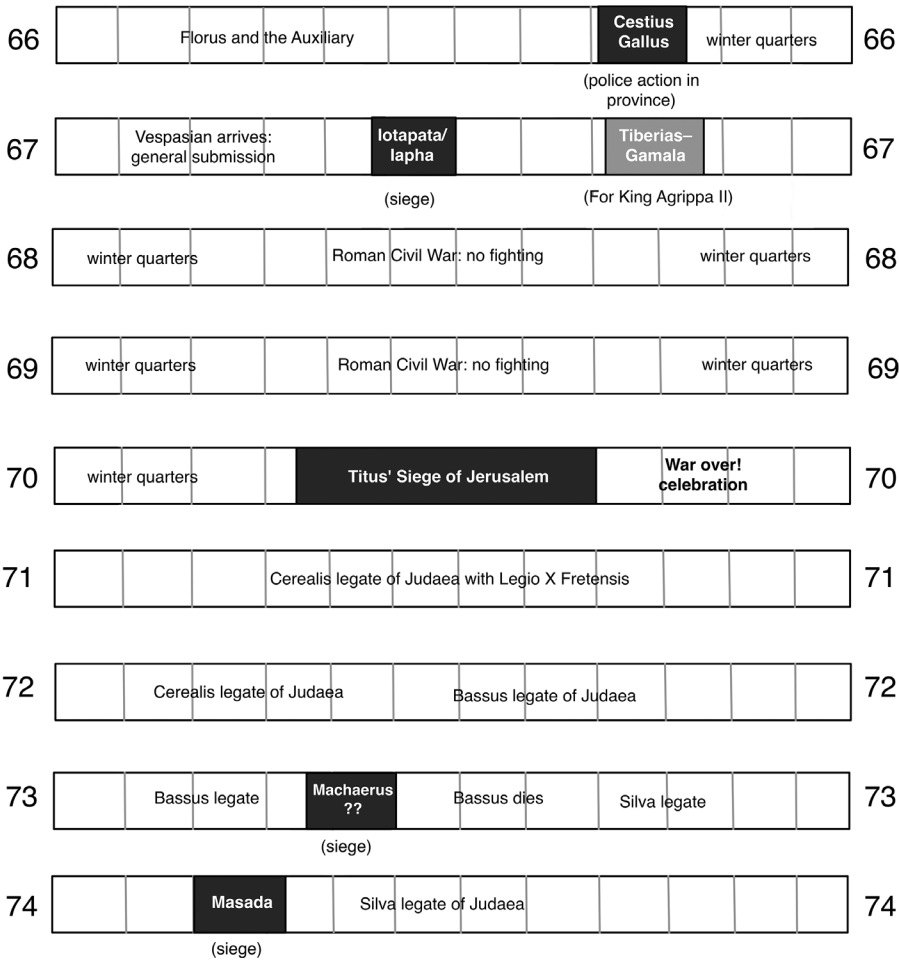 66
Florus and the Auxiliary
Cestius
Gallus
winter quarters
66
(police action in
province)
67
Vespasian arrives:
general submission
Iotapata/
Iapha
Tiberias–
Gamala
67
(siege)
(For King Agrippa II)
68
winter quarters
Roman Civil War: no fighting
winter quarters
68
69
winter quarters
Roman Civil War: no fighting
winter quarters
69
70
winter quarters
Titus' Siege of Jerusalem
War over!
celebration
70
71
Cerealis legate of Judaea with Legio X Fretensis
71
72
Cerealis legate of Judaea
Bassus legate of Judaea
72
73
Bassus legate
Machaerus
??
Bassus dies
Silva legate
73
(siege)
74
Masada
Silva legate of Judaea
74
(siege)